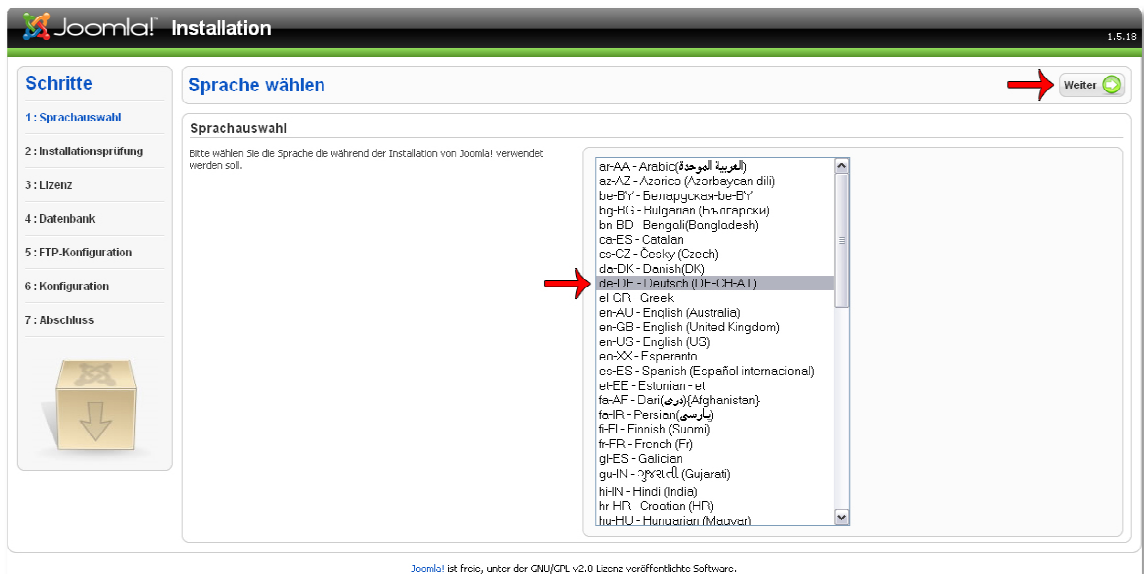 Joomla! Installation
1.5.18
Schritte
1 : Sprachauswahl
2 : Installationsprüfung
3 : Lizenz
4 : Datenbank
5 : FTP-Konfiguration
6 : Konfiguration
7 : Abschluss
Sprache wählen
Weiter
Sprachauswahl
Bitte wählen Sie die Sprache die während der Installation von Joomla! verwendet
werden soll.
ar-AA - Arabic(العربية الموحدة)
az-AZ - Azərico (Azərbaycan dili)
be-BY - Беларуская-be-BY
bg-BG - Bulgarian (Български)
bn-BD - Bengali(Bangladesh)
ca-ES - Catalan
cs-CZ - Česky (Czech)
da-DK - Danish(DK)
de-DE - Deutsch (DE-CH-AT)
el-GR - Greek
en-AU - English (Australia)
en-GB - English (United Kingdom)
en-US - English (US)
eo-XX - Esperanto
es-ES - Spanish (Español internacional)
et-EE - Estonian - et
fa-AF - Dari(دری){Afghanistan}
fa-IR - Persian(پارسی)
fi-FI - Finnish (Suomi)
fr-FR - French (Fr)
gl-ES - Galician
gu-IN - ગુજરાતી (Gujarati)
hi-IN - Hindi (India)
hr-HR - Croatian (HR)
hu-HU - Hungarian (Magyar)
Joomla! ist freie, unter der GNU/GPL v2.0 Lizenz veröffentlichte Software.